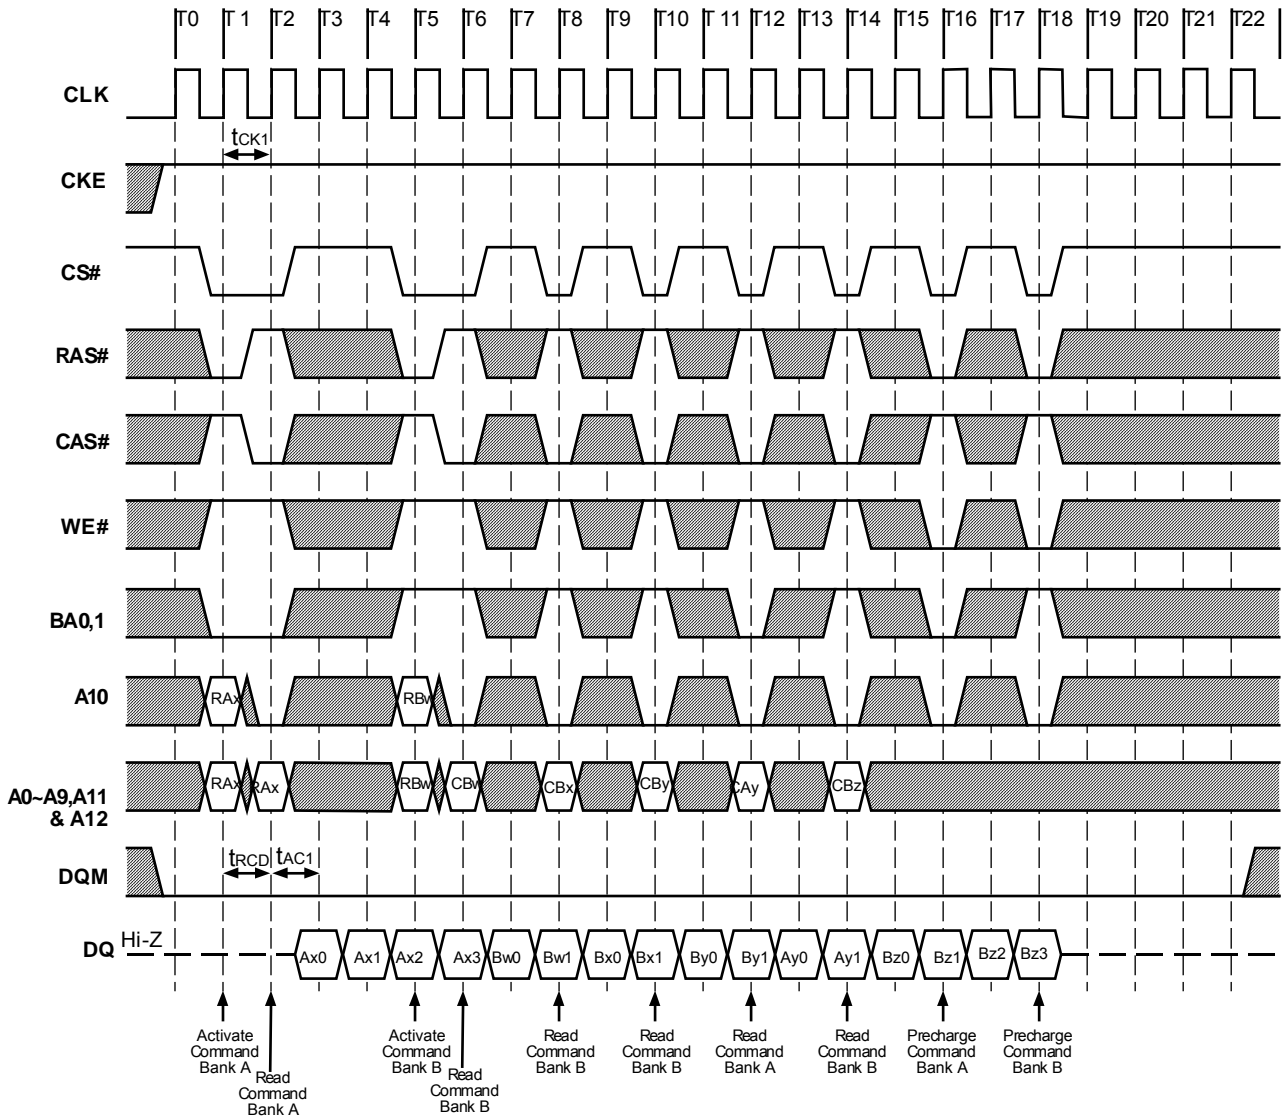 T0 T 1 T2 T3 T4 T5 T6 T7 T8 T9 T10 T 11 T12 T13 T14 T15 T16 T17 T18 T19 T20 T21 T22
CLK
tCK1
CKE
CS#
RAS#
CAS#
WE#
BA0,1
A10 RAx RBw
A0~A9,A11 & A12 RAx RAx RBw CBw CBx CBy CAy CBz
DQM tRCD tAC1
DQ Hi-Z Ax0 Ax1 Ax2 Ax3 Bw0 Bw1 Bx0 Bx1 By0 By1 Ay0 Ay1 Bz0 Bz1 Bz2 Bz3
Activate Command Bank A
Read Command Bank A
Activate Command Bank B
Read Command Bank B
Read Command Bank B
Read Command Bank B
Read Command Bank A
Read Command Bank B
Precharge Command Bank A
Precharge Command Bank B